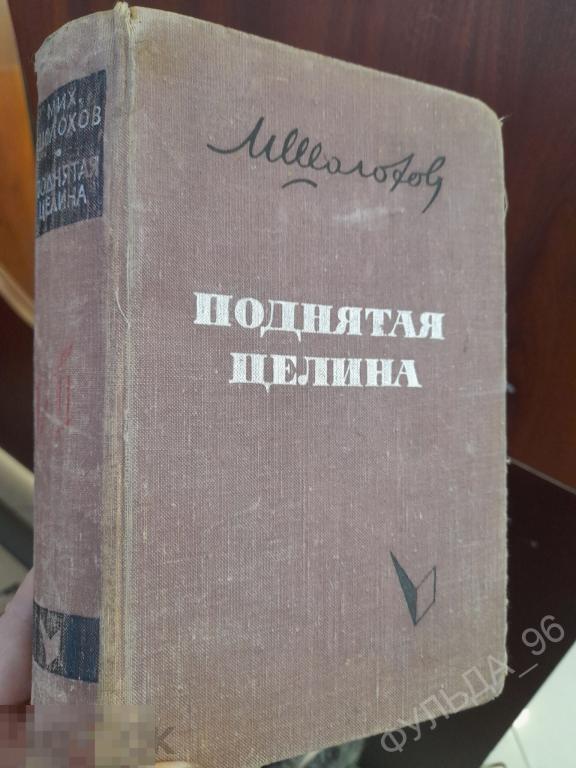 МИХ.
ШОЛОХОВ
ПОДНЯТАЯ
ЦЕЛИНА
МШолохов
ПОДНЯТАЯ
ЦЕЛИНА
ФУЛЬДА_96